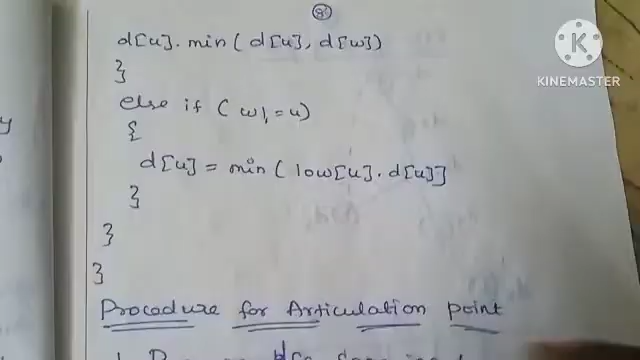 8
d[u].min( d[u], d[w])
}
else if ( w!=u)
{
d[u] = min( low[u]. d[u]]
}
}
}
Procedure for Articulation point
KINEMASTER